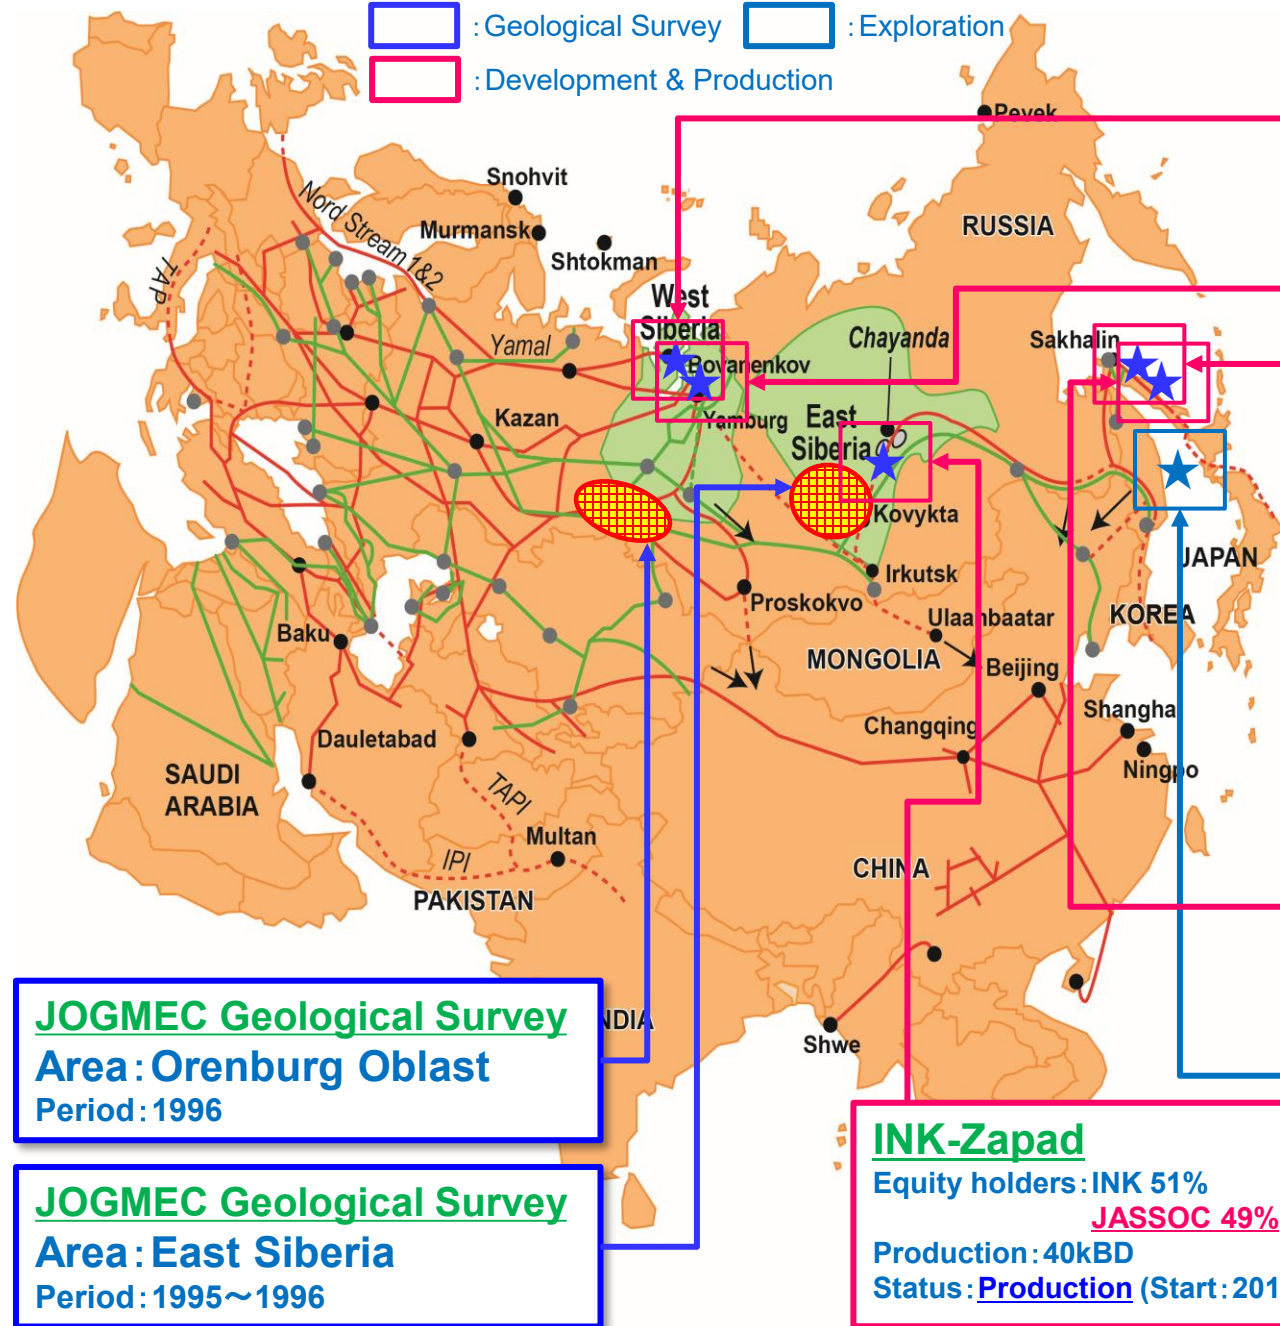 : Geological Survey
: Exploration
: Development & Production
Pevek
Snohvit
Murmansk
Shtokman
Nord Stream 1&2
TAP
RUSSIA
West
Siberia
Bovanenkov
Yamburg
Yamal
Chayanda
Sakhalin
Kazan
East
Siberia
Kovykta
Irkutsk
Proskokvo
Ulaanbaatar
JAPAN
KOREA
MONGOLIA
Beijing
Baku
Changqing
Shangha
Ningpo
Dauletabad
SAUDI
ARABIA
TAPI
Multan
IPI
PAKISTAN
CHINA
NDIA
Shwe
JOGMEC Geological Survey
Area:Orenburg Oblast
Period:1996
JOGMEC Geological Survey
Area:East Siberia
Period:1995～1996
INK-Zapad
Equity holders:INK 51%
JASSOC 49%
Production:40kBD
Status:Production (Start:201